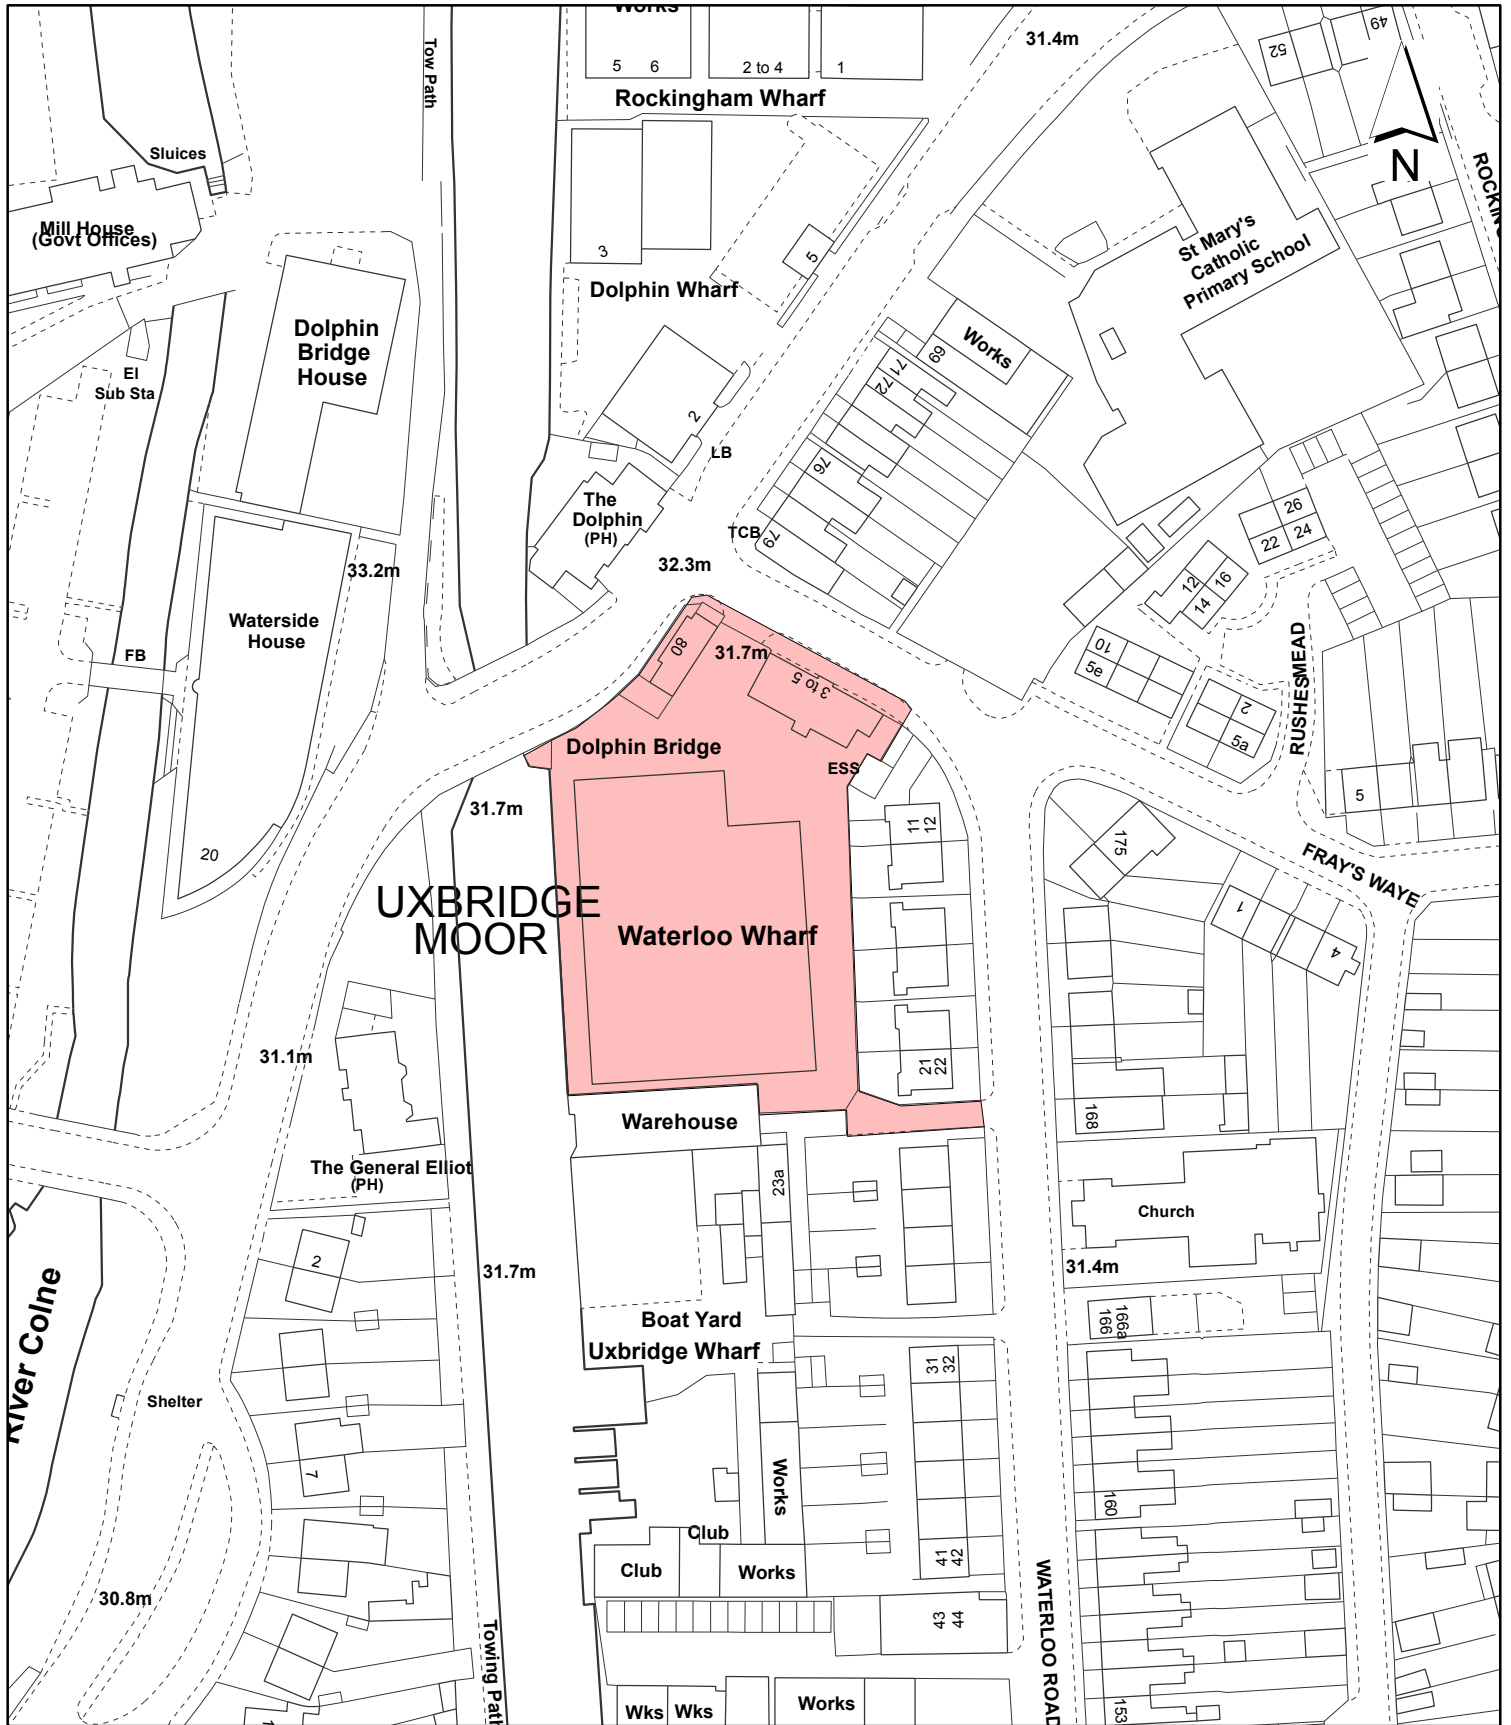 Works
5 6
2 to 4
1
Rockingham Wharf
31.4m
52
49
N
Tow Path
Sluices
Mill House
(Govt Offices)
3
5
Dolphin Wharf
St Mary's
Catholic
Primary School
Dolphin
Bridge
House
El
Sub Sta
Works
69
71
72
2
LB
76
The
Dolphin
(PH)
TCB
79
32.3m
33.2m
26
22
24
12
16
14
Waterside
House
FB
80
31.7m
3 to 5
10
5e
2
5a
RUSHESMEAD
Dolphin Bridge
ESS
31.7m
5
11
12
175
FRAY'S WAYE
20
UXBRIDGE
MOOR
Waterloo Wharf
1
4
31.1m
21
22
168
Warehouse
The General Elliot
(PH)
23a
Church
2
31.7m
31.4m
River Colne
Boat Yard
Uxbridge Wharf
166
166a
31
32
Shelter
7
Works
160
Club
Club
Works
41
42
30.8m
43
44
WATERLOO ROAD
Towing Path
Wks
Wks
Works
153